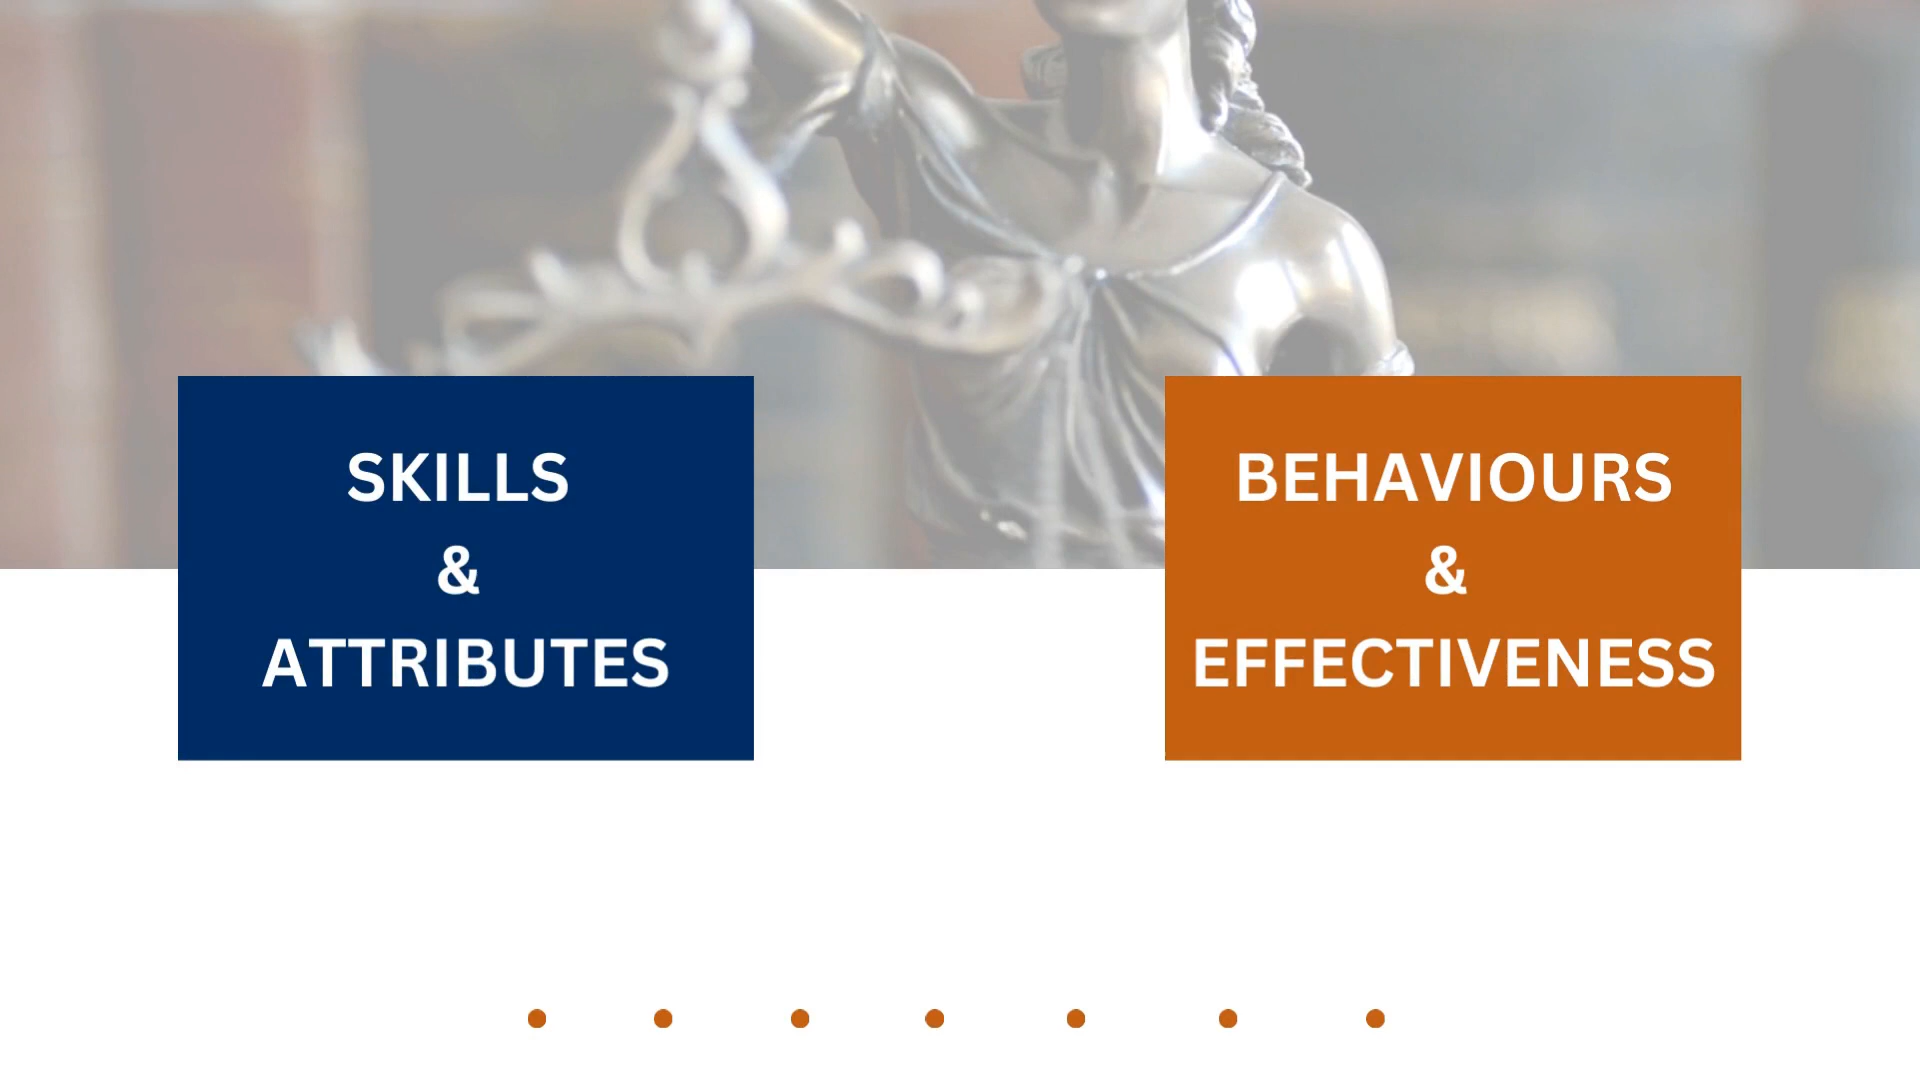 SKILLS
&
ATTRIBUTES
BEHAVIOURS
&
EFFECTIVENESS